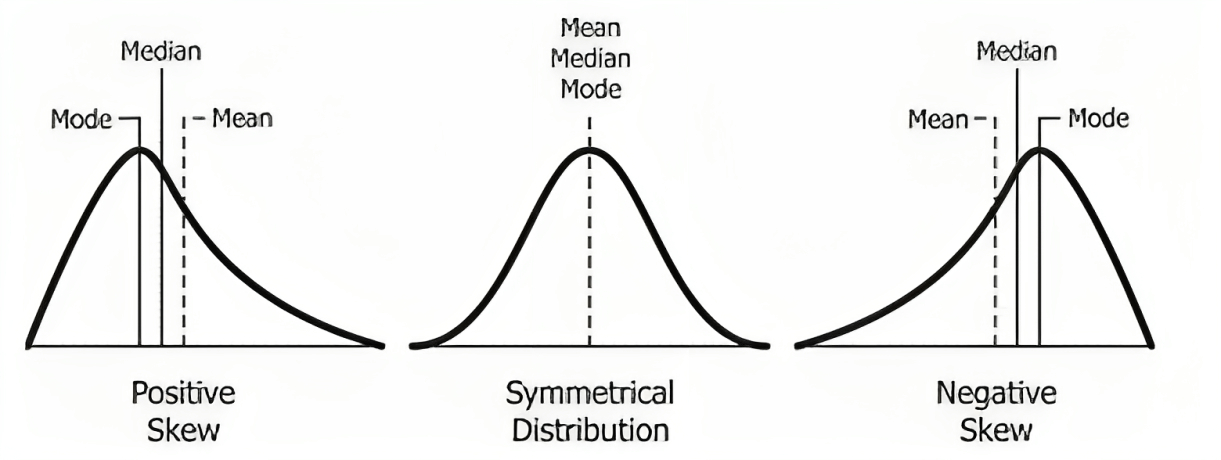 Median
Mode
Mean
Positive
Skew
Mean
Median
Mode
Symmetrical
Distribution
Median
Mean
Mode
Negative
Skew